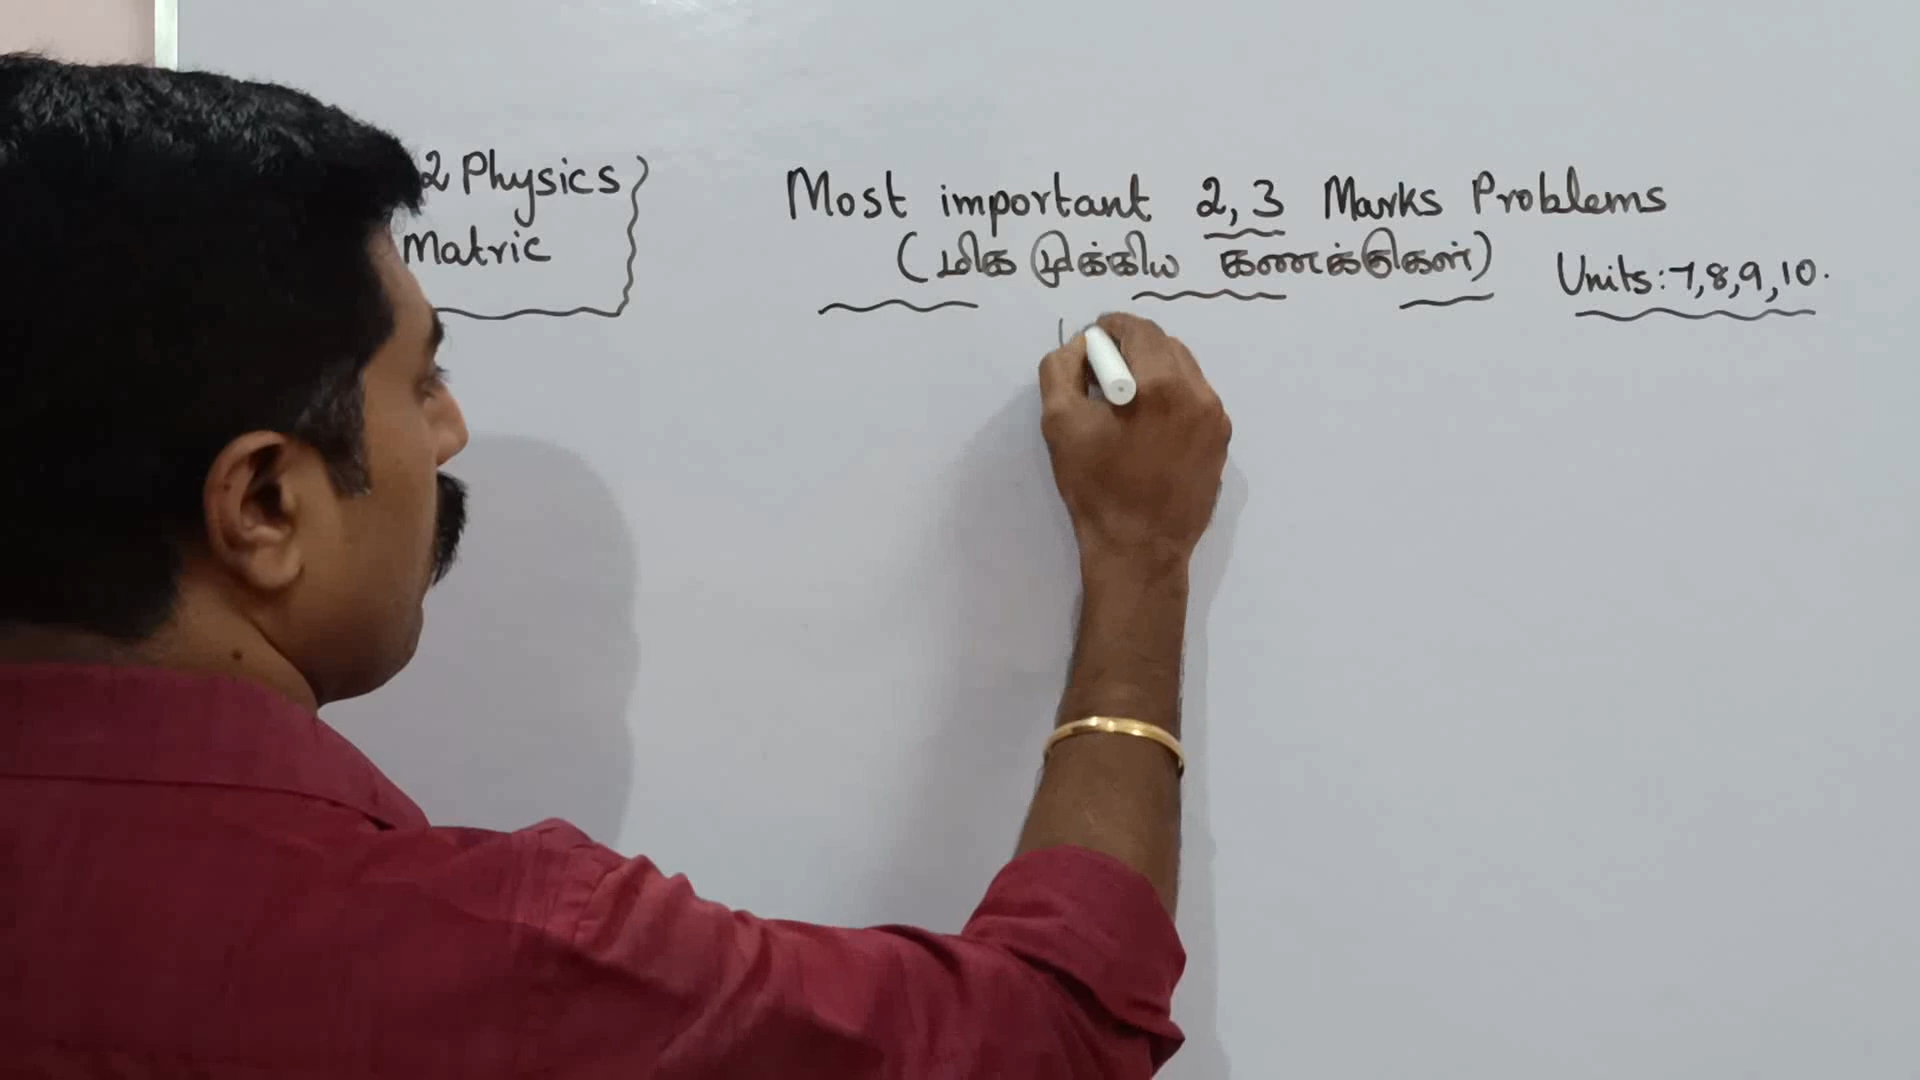 2 Physics
Matric
Most important 2, 3 Marks Problems
(மிக முக்கிய கணக்குகள்)
Units: 7,8,9,10.